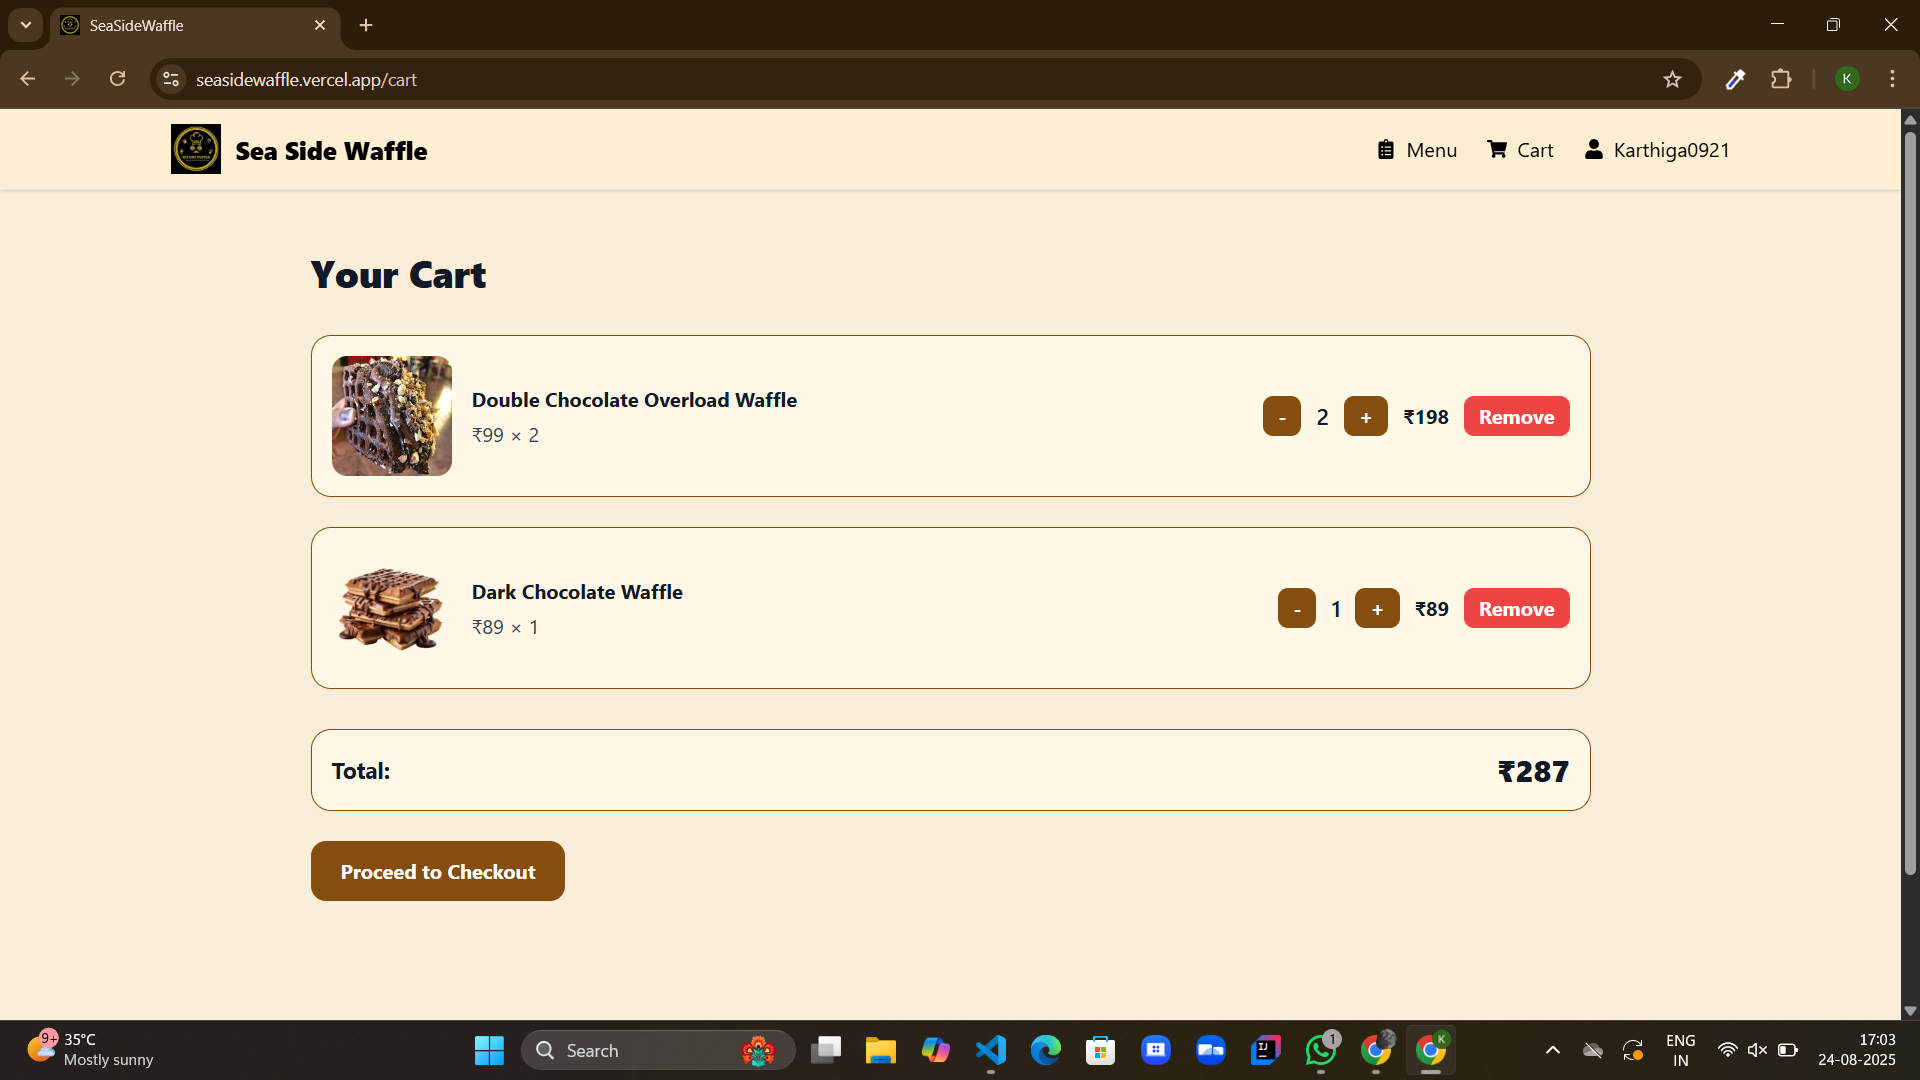 SeaSideWaffle
seasidewaffle.vercel.app/cart
K
Sea Side Waffle
Menu
Cart
Karthiga0921
Your Cart
Double Chocolate Overload Waffle
₹99 × 2
- 2 + ₹198 Remove
Dark Chocolate Waffle
₹89 × 1
- 1 + ₹89 Remove
Total: ₹287
Proceed to Checkout
9+
35°C
Mostly sunny
Search
1
K
ENG
IN
17:03
24-08-2025